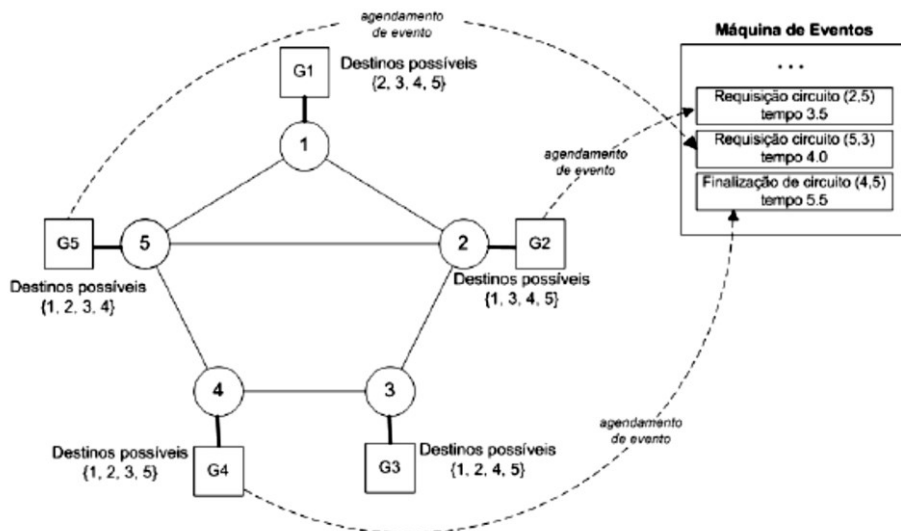 agendamento
de evento
Máquina de Eventos
...
Requisição circuito (2,5)
tempo 3.5
Requisição circuito (5,3)
tempo 4.0
Finalização de circuito (4,5)
tempo 5.5
G1
Destinos possíveis
{2, 3, 4, 5}
1
agendamento
de evento
G5
5
2
G2
Destinos possíveis
{1, 2, 3, 4}
Destinos possíveis
{1, 3, 4, 5}
4
3
agendamento
de evento
Destinos possíveis
{1, 2, 3, 5}
G4
G3
Destinos possíveis
{1, 2, 4, 5}